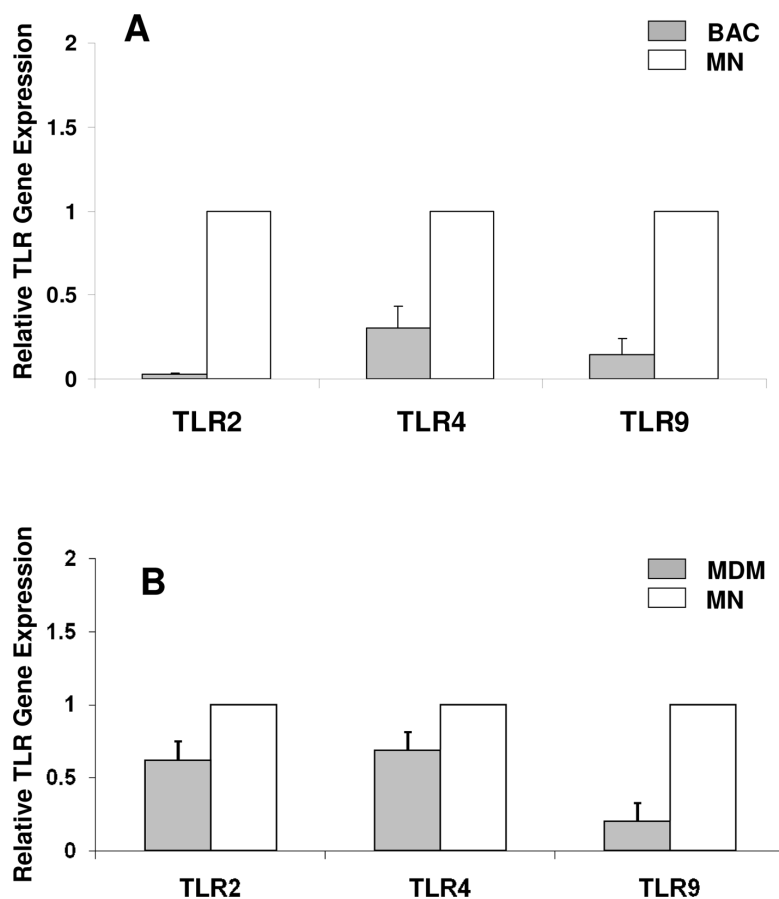 A
BAC
MN
Relative TLR Gene Expression
2
1.5
1
0.5
0
TLR2 TLR4 TLR9
B
MDM
MN
Relative TLR Gene Expression
2
1.5
1
0.5
0
TLR2 TLR4 TLR9